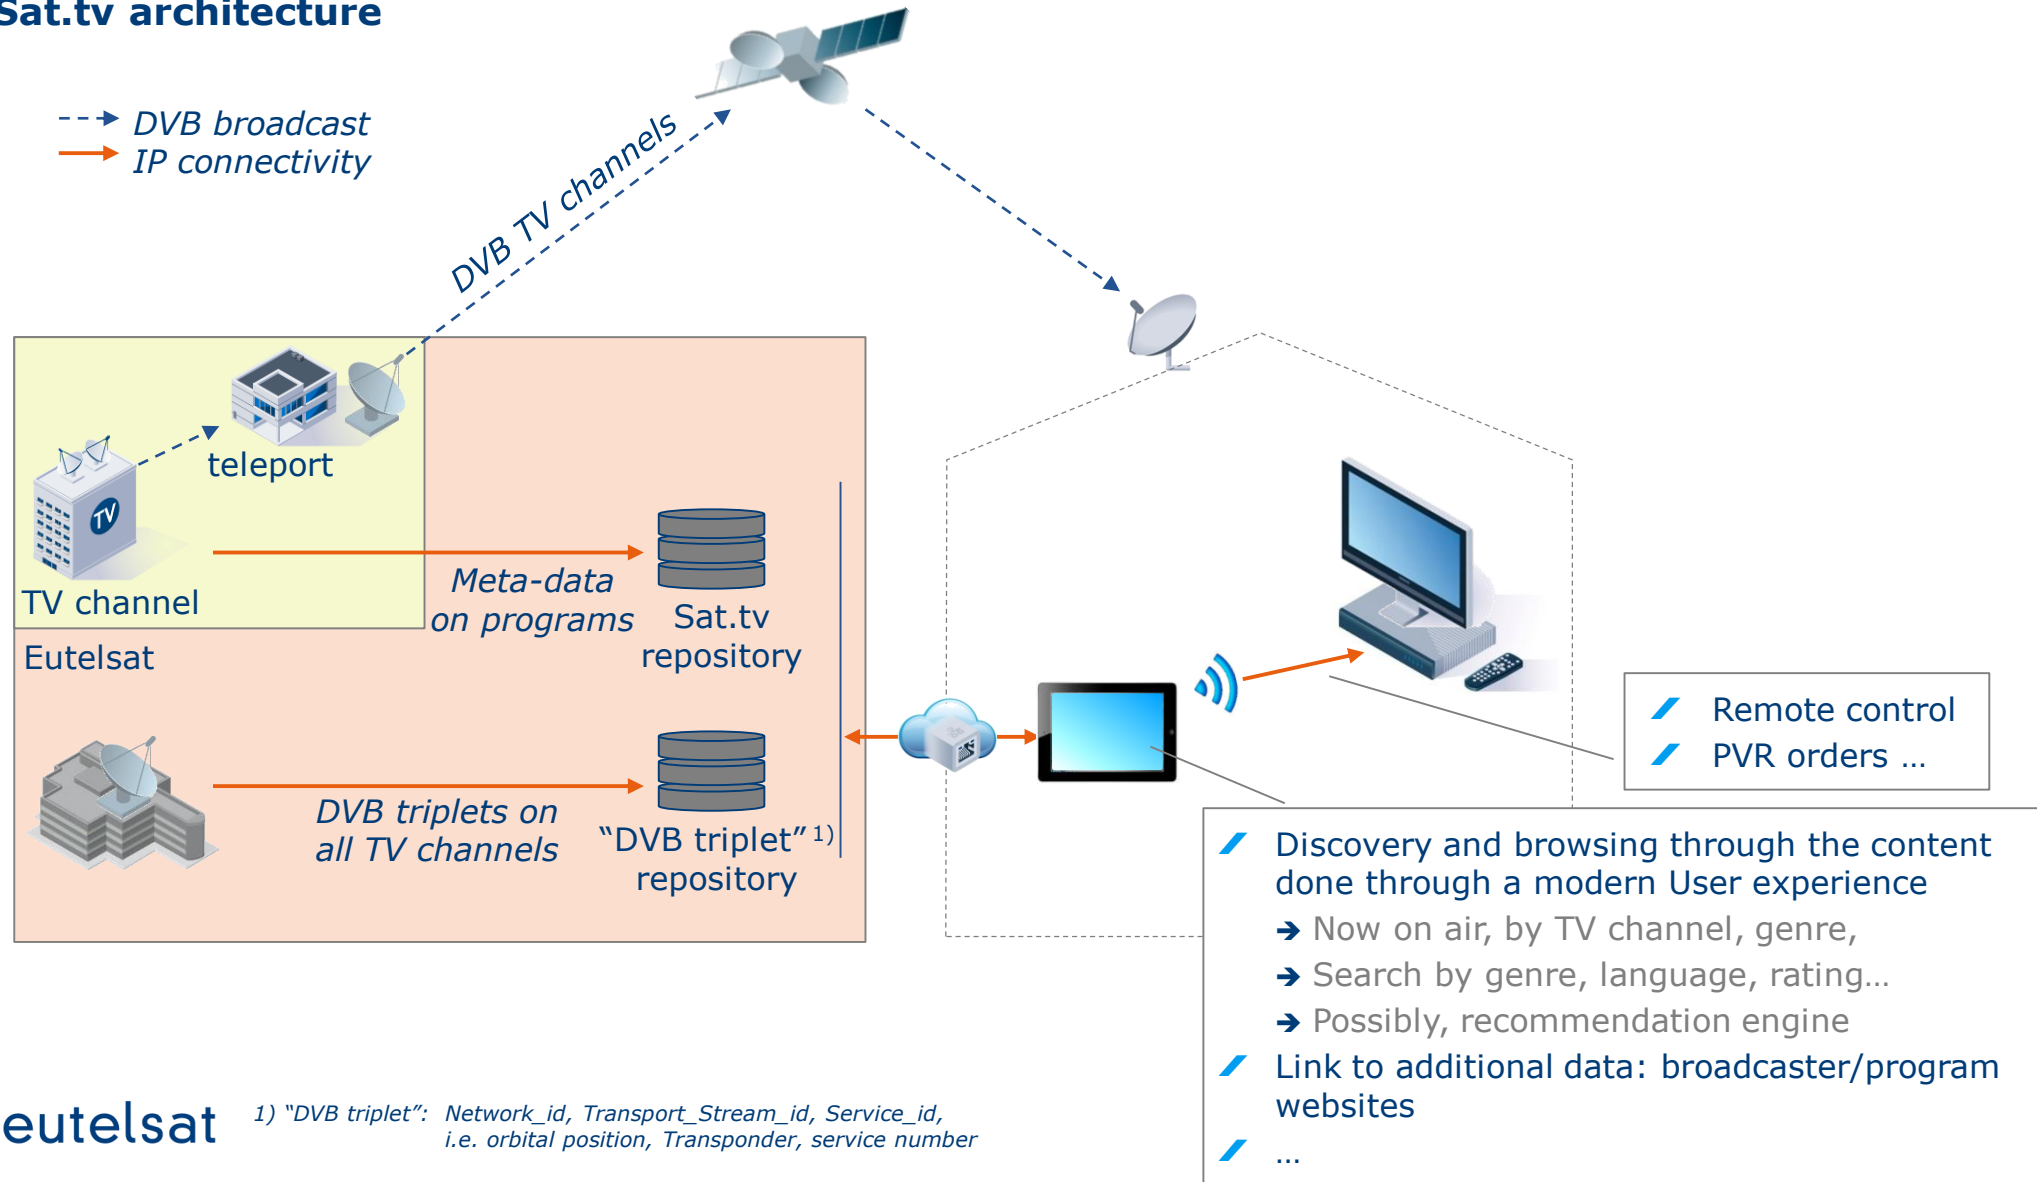 Sat.tv architecture
DVB broadcast
IP connectivity
DVB TV channels
teleport
TV
TV channel
Meta-data
on programs
Sat.tv
repository
Eutelsat
DVB triplets on
all TV channels
“DVB triplet” 1)
repository
Remote control
PVR orders …
Discovery and browsing through the content
done through a modern User experience
Now on air, by TV channel, genre,
Search by genre, language, rating…
Possibly, recommendation engine
Link to additional data: broadcaster/program
websites
…
eutelsat
1) “DVB triplet”: Network_id, Transport_Stream_id, Service_id,
i.e. orbital position, Transponder, service number